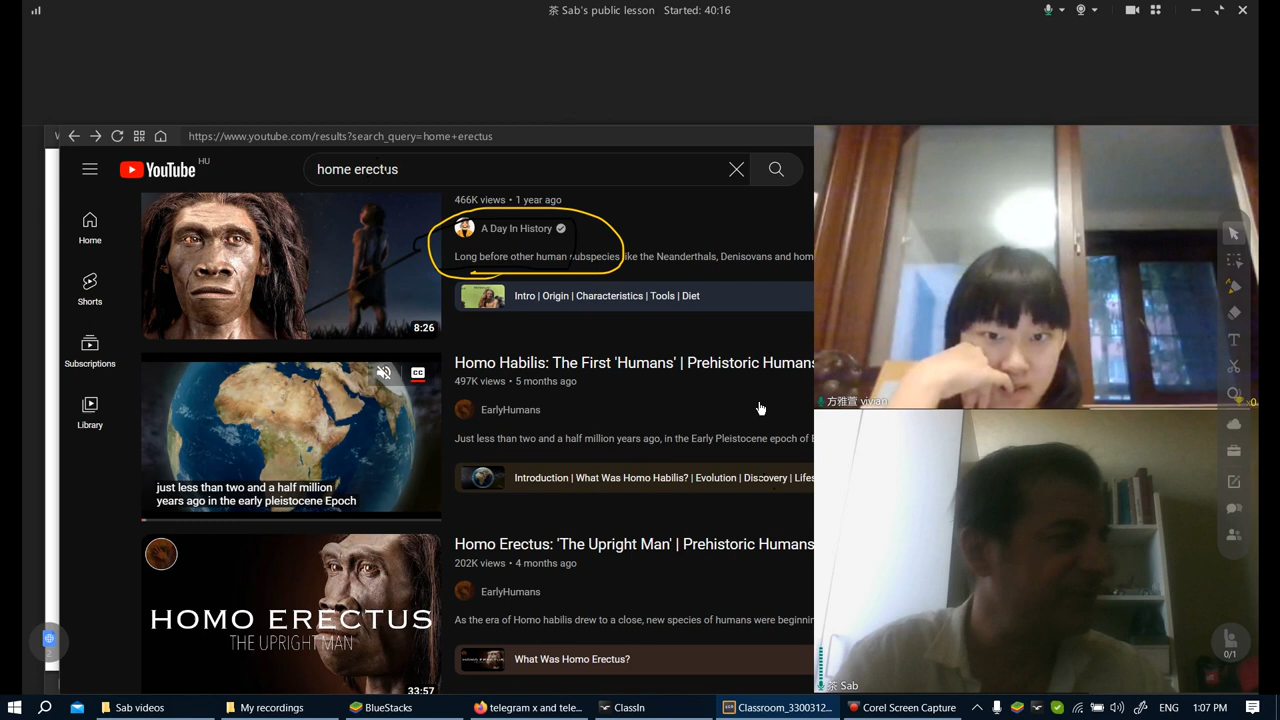 茶 Sab's public lesson Started: 40:16
https://www.youtube.com/results?search_query=home+erectus
YouTube HU
home erectus
Home
Shorts
Subscriptions
Library
466K views • 1 year ago
A Day In History
Long before other human subspecies like the Neanderthals, Denisovans and hom
Intro | Origin | Characteristics | Tools | Diet
8:26
Homo Habilis: The First 'Humans' | Prehistoric Humans
497K views • 5 months ago
EarlyHumans
Just less than two and a half million years ago, in the Early Pleistocene epoch of E
Introduction | What Was Homo Habilis? | Evolution | Discovery | Lifes
CC
just less than two and a half million
years ago in the early pleistocene Epoch
Homo Erectus: 'The Upright Man' | Prehistoric Humans
202K views • 4 months ago
EarlyHumans
As the era of Homo habilis drew to a close, new species of humans were beginnin
What Was Homo Erectus?
HOMO ERECTUS
THE UPRIGHT MAN
33:57
方雅萱 vivian
x0
茶 Sab
0/1
2
Sab videos
My recordings
BlueStacks
telegram x and tele...
ClassIn
Classroom_3300312...
Corel Screen Capture
ENG
1:07 PM